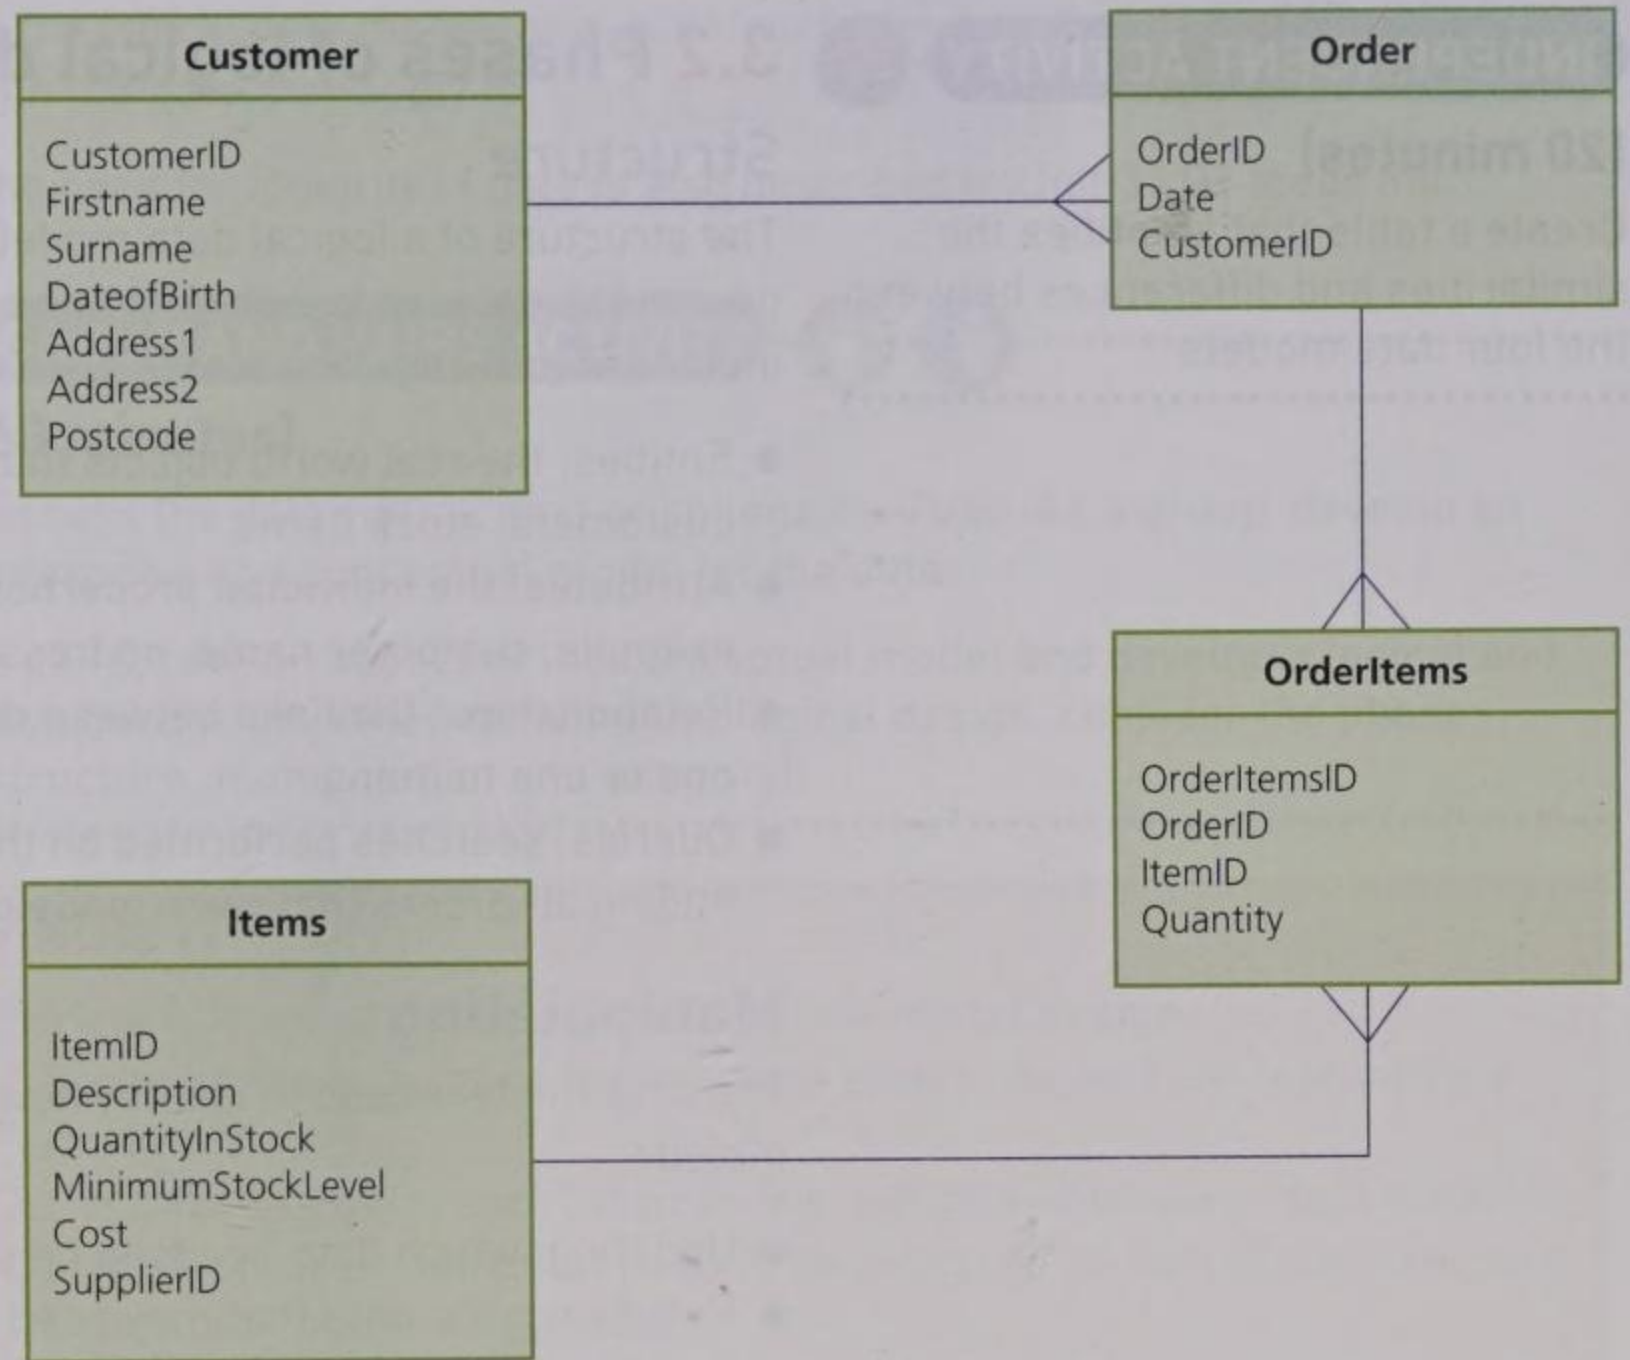 Customer
CustomerID
Firstname
Surname
DateofBirth
Address1
Address2
Postcode
Order
OrderID
Date
CustomerID
OrderItems
OrderItemsID
OrderID
ItemID
Quantity
Items
ItemID
Description
QuantityInStock
MinimumStockLevel
Cost
SupplierID